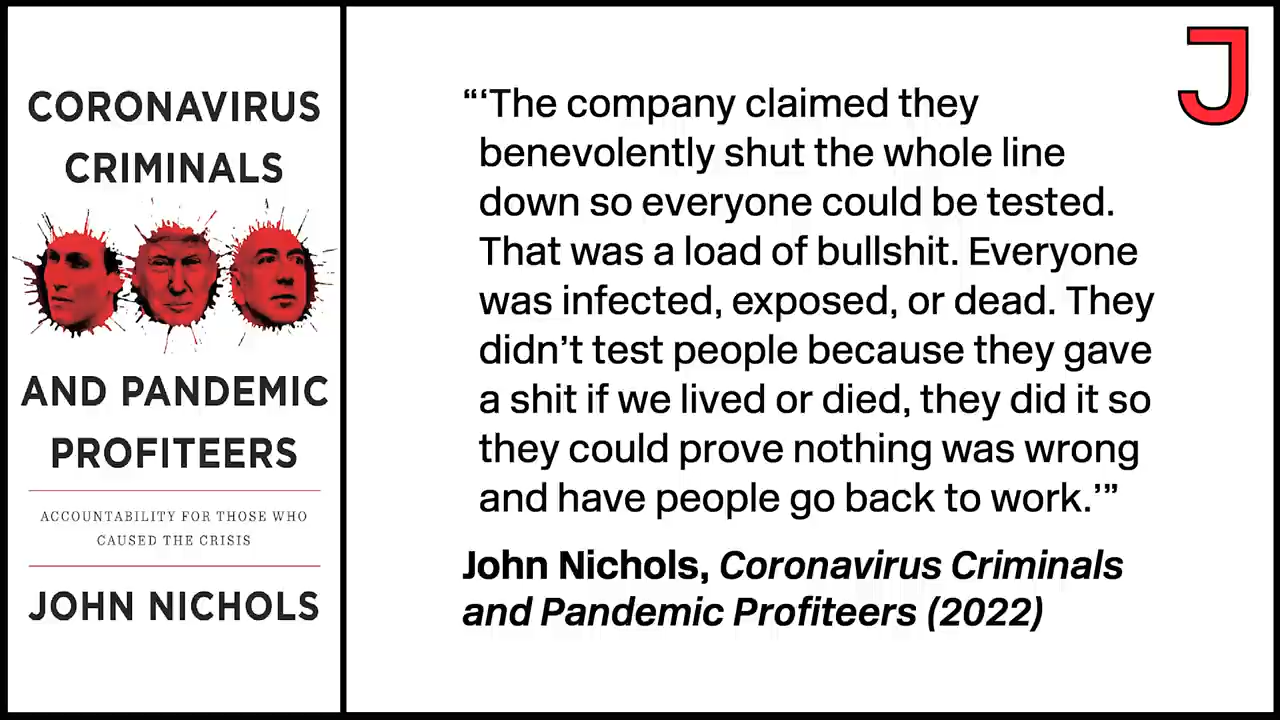 CORONAVIRUS
CRIMINALS
AND PANDEMIC
PROFITEERS
ACCOUNTABILITY FOR THOSE WHO
CAUSED THE CRISIS
JOHN NICHOLS
J
“‘The company claimed they
benevolently shut the whole line
down so everyone could be tested.
That was a load of bullshit. Everyone
was infected, exposed, or dead. They
didn’t test people because they gave
a shit if we lived or died, they did it so
they could prove nothing was wrong
and have people go back to work.’”
John Nichols, Coronavirus Criminals
and Pandemic Profiteers (2022)